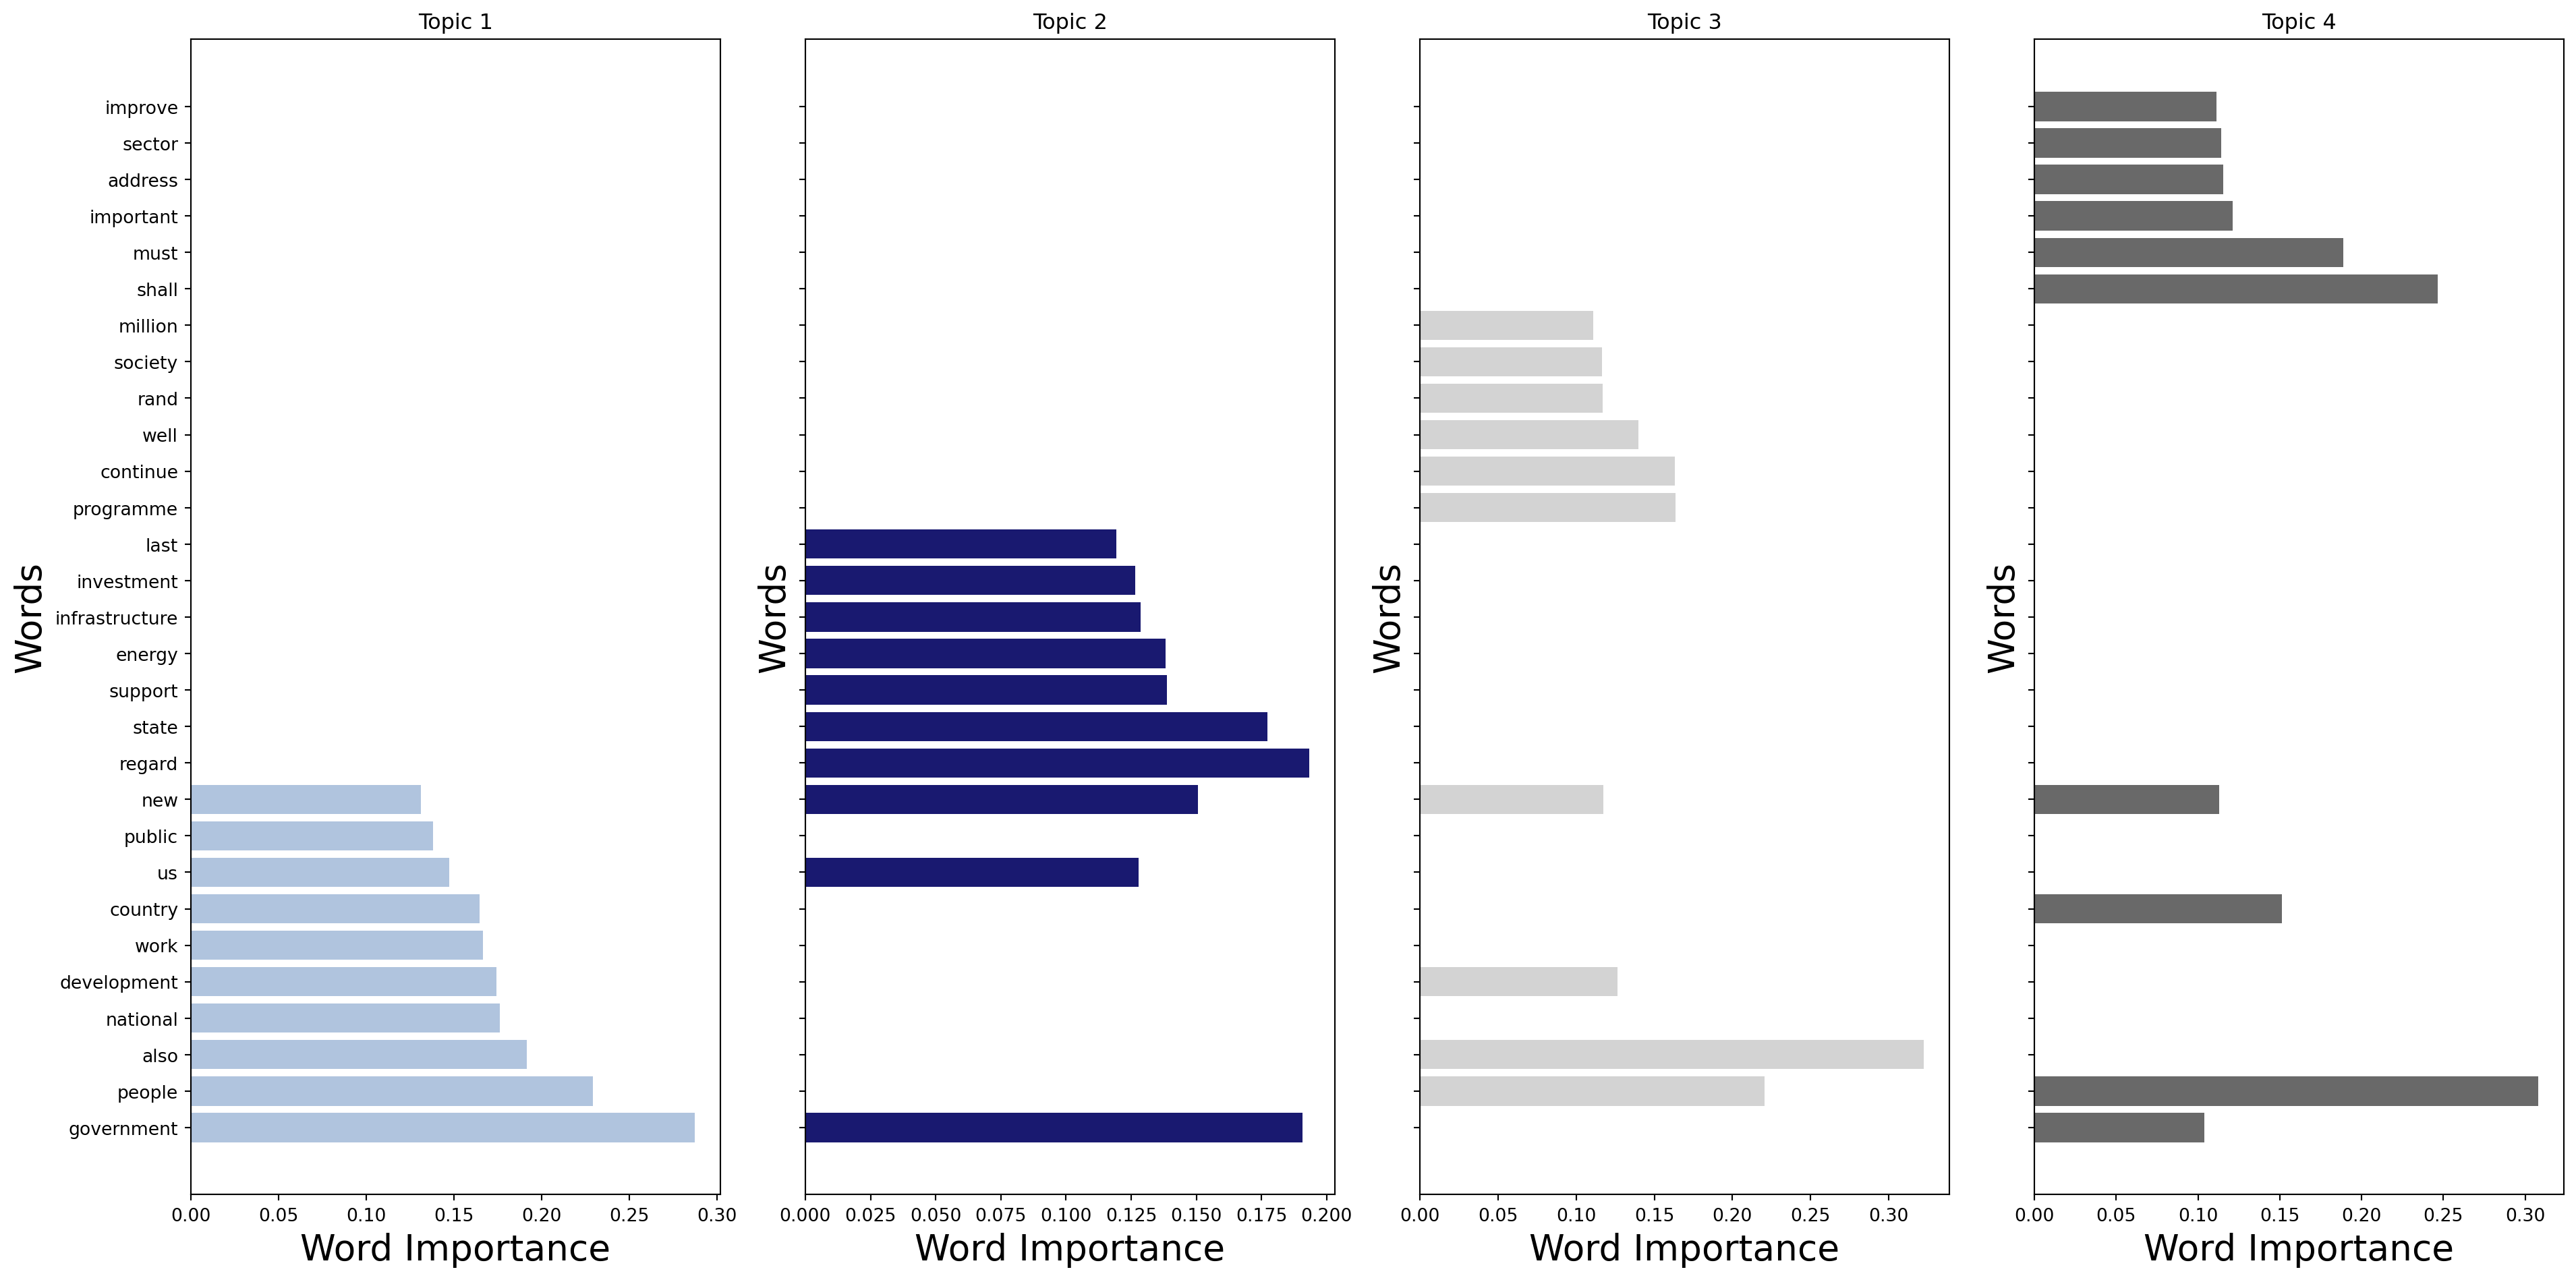 Topic 1
Topic 2
Topic 3
Topic 4
Words
improve
sector
address
important
must
shall
million
society
rand
well
continue
programme
last
investment
infrastructure
energy
support
state
regard
new
public
us
country
work
development
national
also
people
government
Words
Words
Words
0.00 0.05 0.10 0.15 0.20 0.25 0.30
0.000 0.025 0.050 0.075 0.100 0.125 0.150 0.175 0.200
0.00 0.05 0.10 0.15 0.20 0.25 0.30
0.00 0.05 0.10 0.15 0.20 0.25 0.30
Word Importance
Word Importance
Word Importance
Word Importance